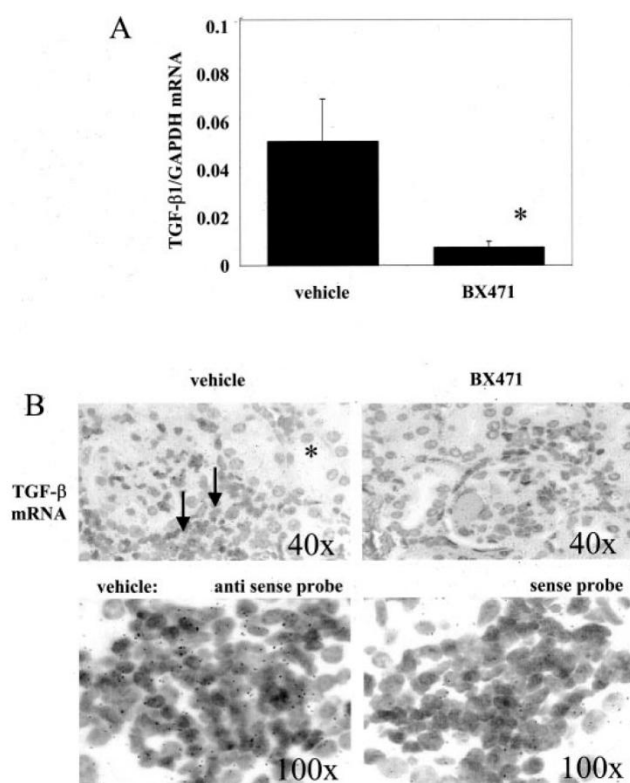 A
TGF-β1/GAPDH mRNA
0.1
0.08
0.06
0.04
0.02
0
*
vehicle BX471
B
vehicle BX471
TGF-β
mRNA
*
40x 40x
vehicle: anti sense probe sense probe
100x 100x